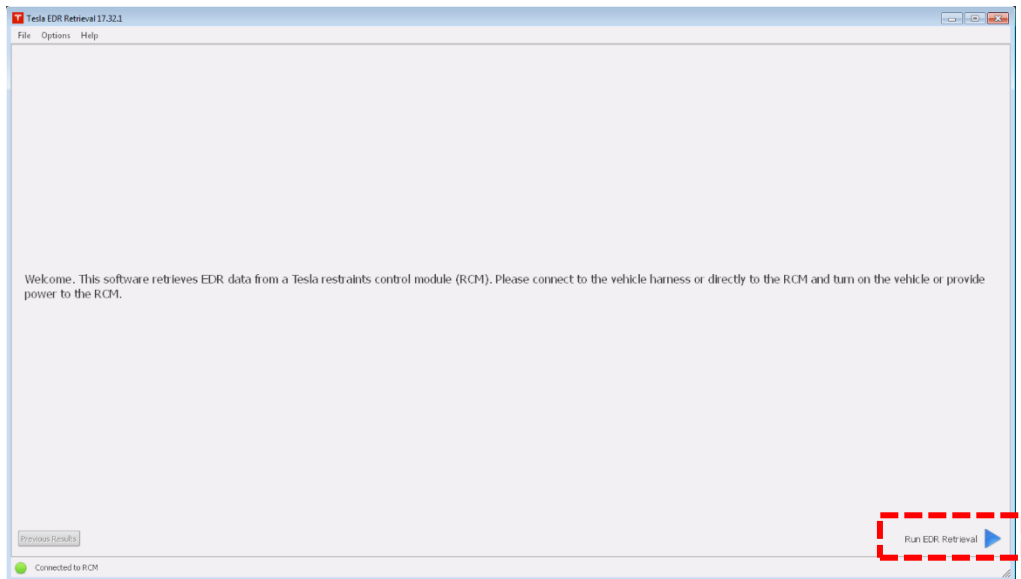 Tesla EDR Retrieval 17.32.1
File Options Help
Welcome. This software retrieves EDR data from a Tesla restraints control module (RCM). Please connect to the vehicle harness or directly to the RCM and turn on the vehicle or provide
power to the RCM.
Previous Results
Run EDR Retrieval
Connected to RCM